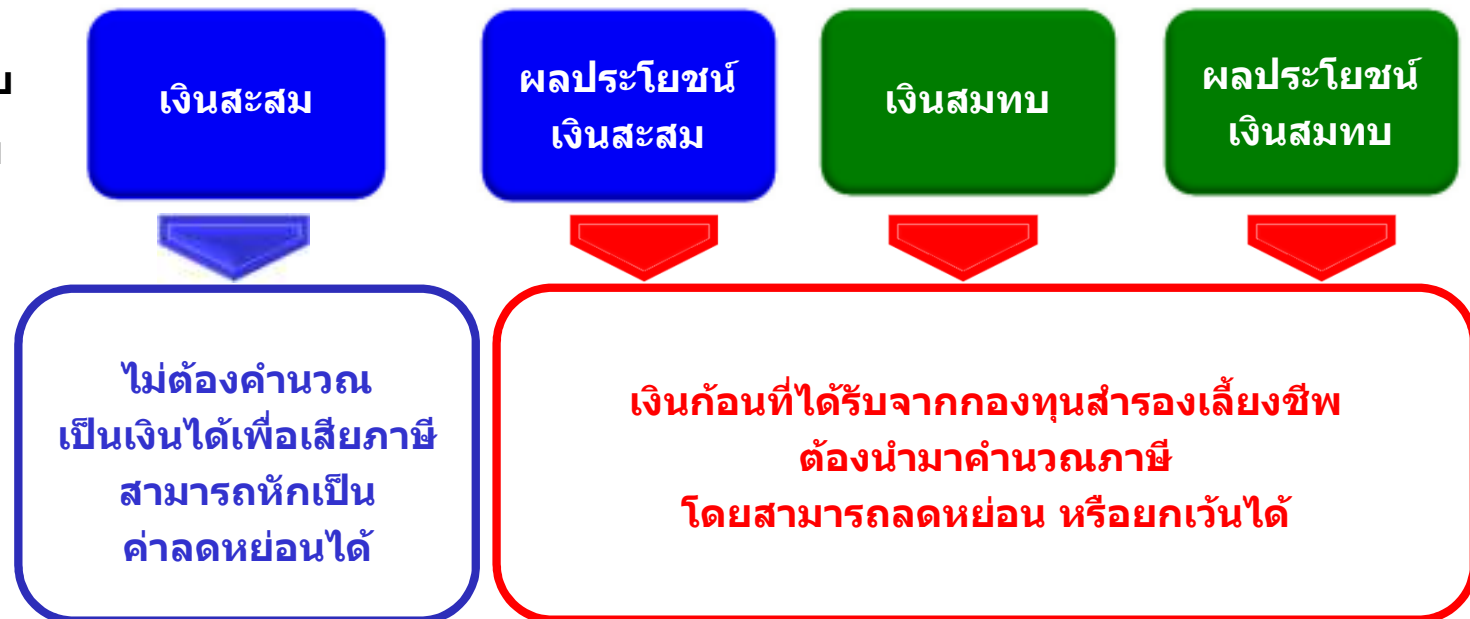 เงินสะสม
ผลประโยชน์
เงินสะสม
เงินสมทบ
ผลประโยชน์
เงินสมทบ
ไม่ต้องคำนวณ
เป็นเงินได้เพื่อเสียภาษี
สามารถหักเป็น
ค่าลดหย่อนได้
เงินก้อนที่ได้รับจากกองทุนสำรองเลี้ยงชีพ
ต้องนำมาคำนวณภาษี
โดยสามารถลดหย่อน หรือยกเว้นได้